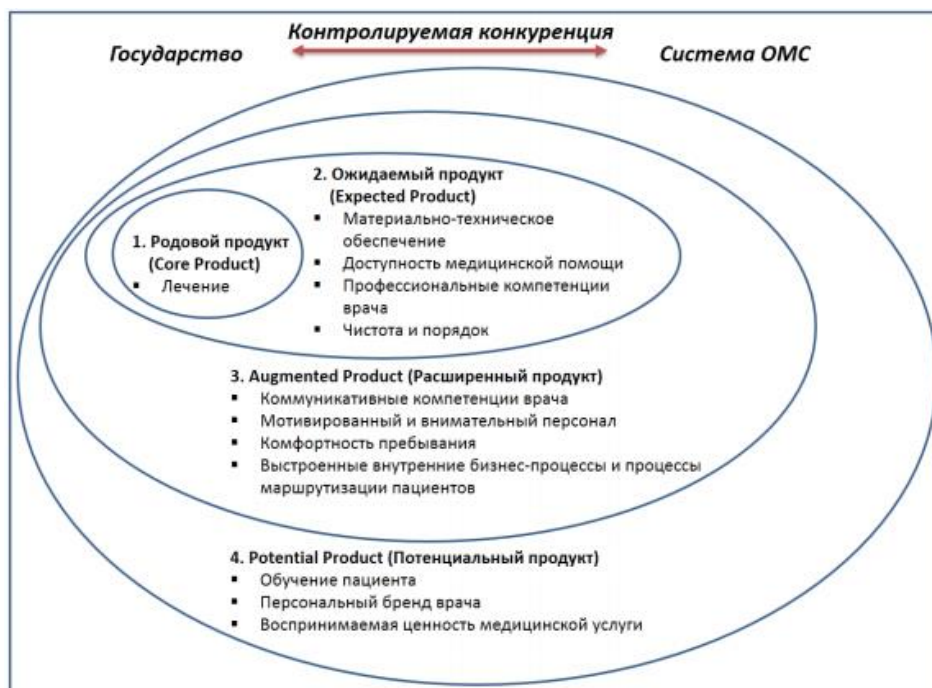 Контролируемая конкуренция
Государство
Система ОМС
1. Родовой продукт
(Core Product)
▪ Лечение
2. Ожидаемый продукт
(Expected Product)
▪ Материально-техническое
обеспечение
▪ Доступность медицинской помощи
▪ Профессиональные компетенции
врача
▪ Чистота и порядок
3. Augmented Product (Расширенный продукт)
▪ Коммуникативные компетенции врача
▪ Мотивированный и внимательный персонал
▪ Комфортность пребывания
▪ Выстроенные внутренние бизнес-процессы и процессы
маршрутизации пациентов
4. Potential Product (Потенциальный продукт)
▪ Обучение пациента
▪ Персональный бренд врача
▪ Воспринимаемая ценность медицинской услуги